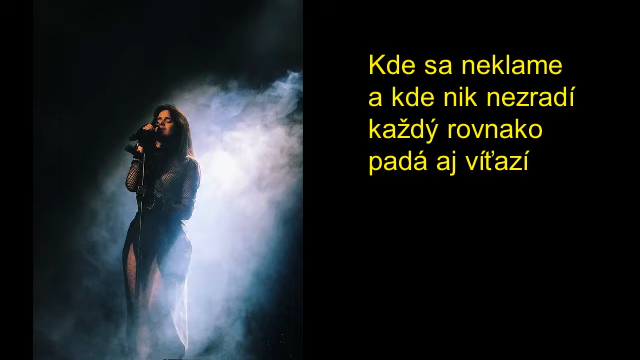 Kde sa neklame
a kde nik nezradí
každý rovnako
padá aj víťazí